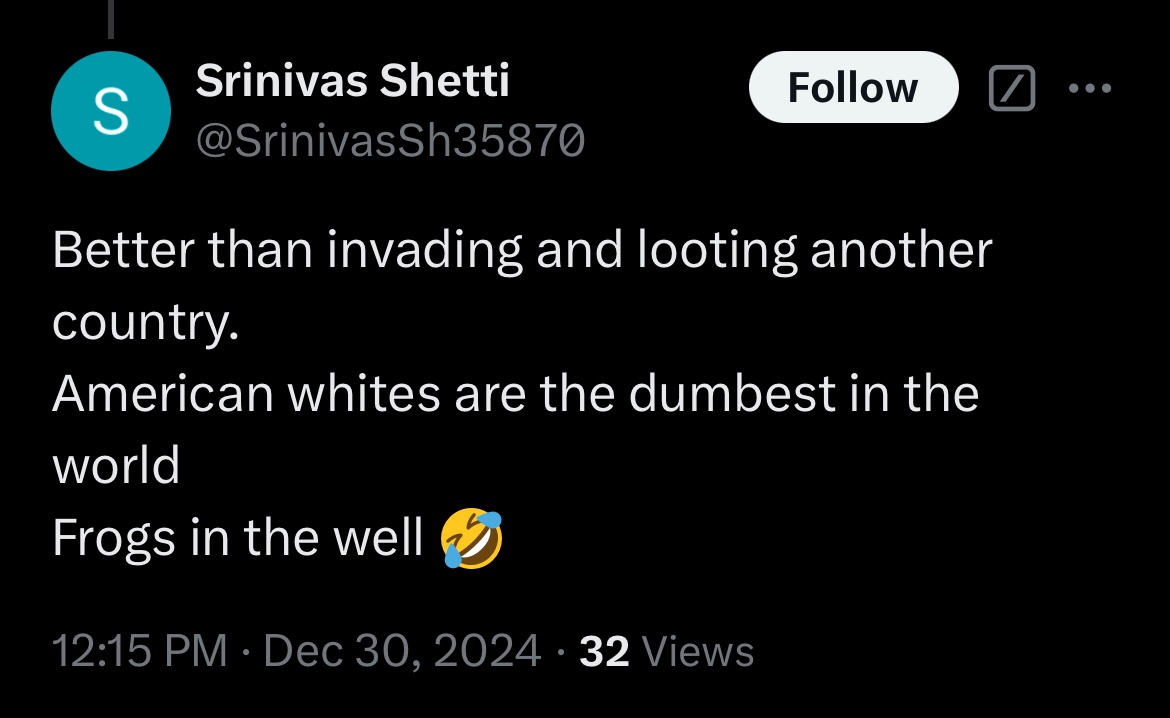 Srinivas Shetti
Follow
@SrinivasSh35870
Better than invading and looting another
country.
American whites are the dumbest in the
world
Frogs in the well 🤣
12:15 PM · Dec 30, 2024 · 32 Views